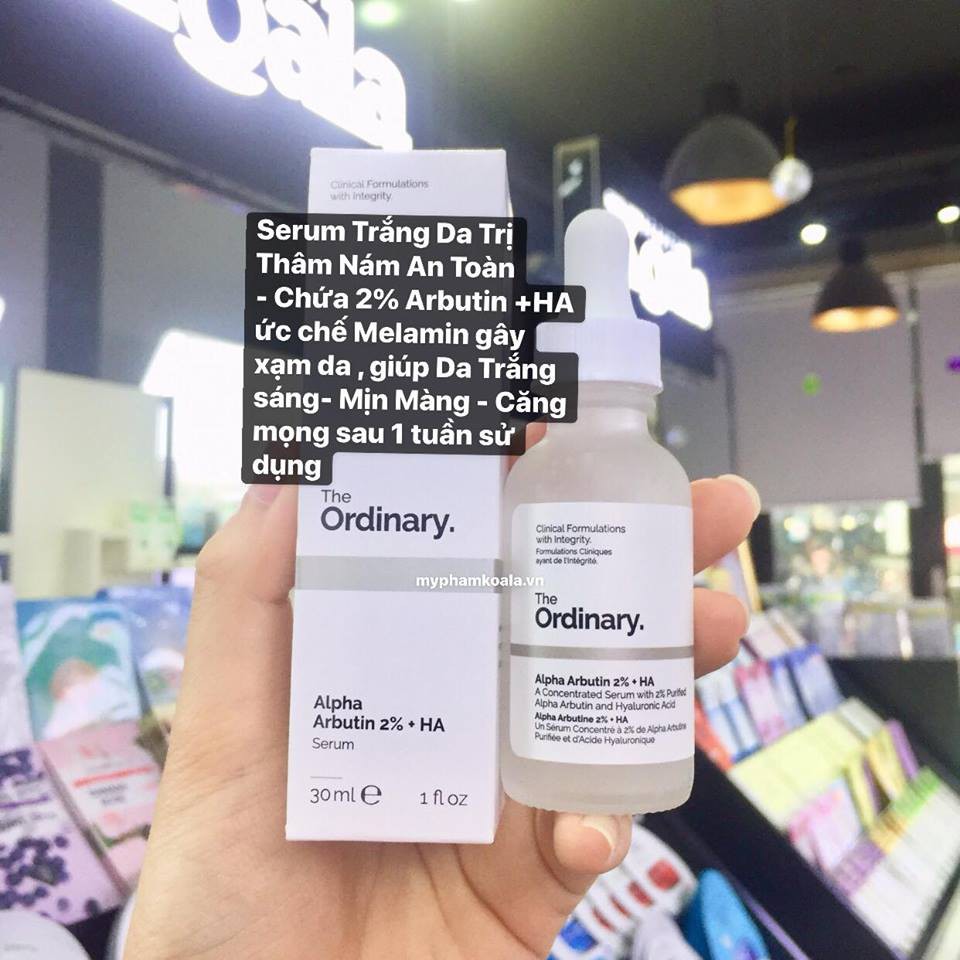 Koala
Clinical Formulations
with Integrity.
Serum Trắng Da Trị
Thâm Nám An Toàn
- Chứa 2% Arbutin +HA
ức chế Melamin gây
xạm da , giúp Da Trắng
sáng- Mịn Màng - Căng
mọng sau 1 tuần sử
dụng
The
Ordinary.
myphamkoala.vn
Alpha
Arbutin 2% + HA
Serum
30 ml ℮ 1 fl oz
Clinical Formulations
with Integrity.
Formulations Cliniques
ayant de l'Intégrité.
The
Ordinary.
Alpha Arbutin 2% + HA
A Concentrated Serum with 2% Purified
Alpha Arbutin and Hyaluronic Acid
Alpha Arbutine 2% + HA
Un Sérum Concentré à 2% de Alpha Arbutine
Purifiée et d'Acide Hyaluronique